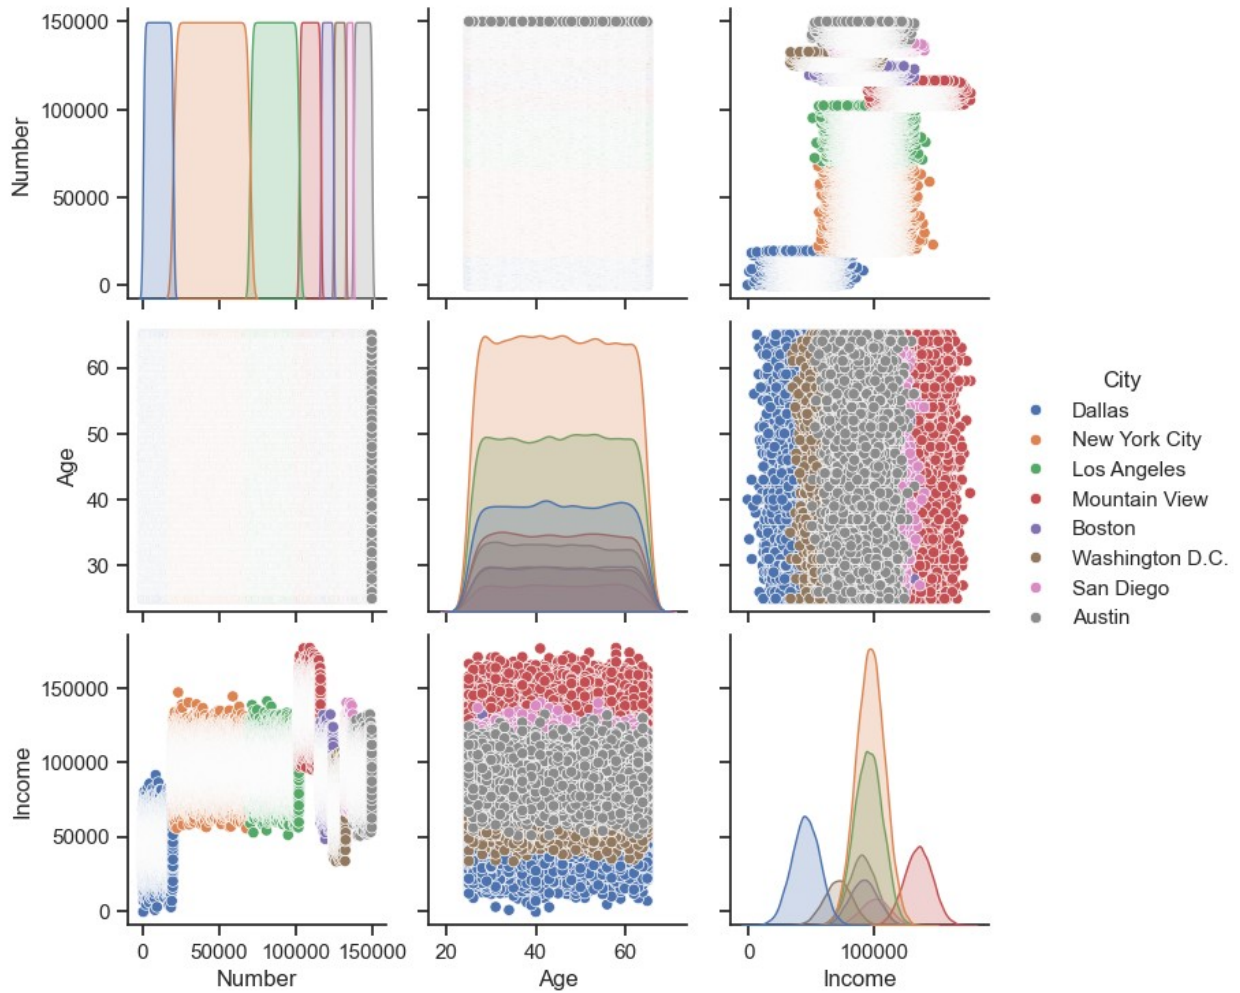 150000
100000
50000
0
Number
60
50
40
30
Age
City
Dallas
New York City
Los Angeles
Mountain View
Boston
Washington D.C.
San Diego
Austin
150000
100000
50000
0
Income
0 50000 100000 150000
20 40 60
0 100000
Number Age Income